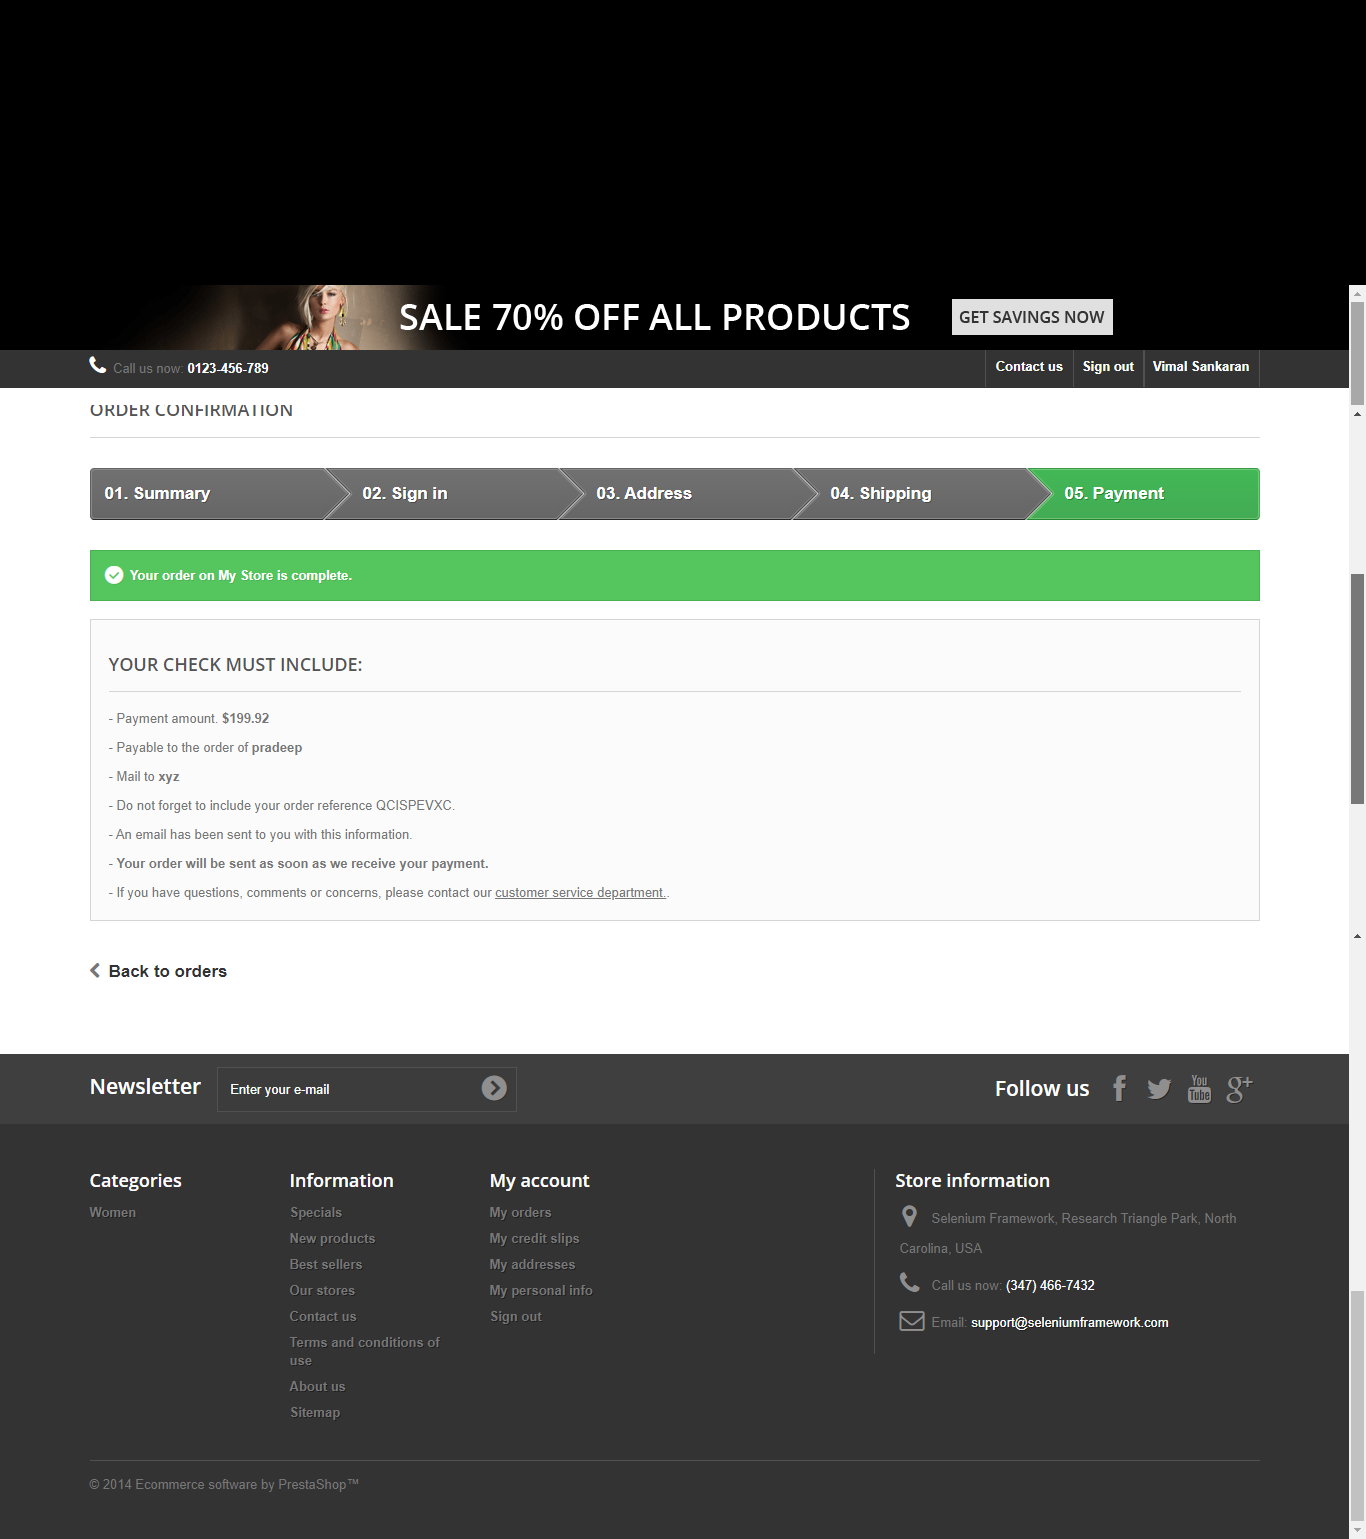 SALE 70% OFF ALL PRODUCTS GET SAVINGS NOW
Call us now: 0123-456-789 Contact us Sign out Vimal Sankaran
ORDER CONFIRMATION
01. Summary 02. Sign in 03. Address 04. Shipping 05. Payment
Your order on My Store is complete.
YOUR CHECK MUST INCLUDE:
- Payment amount. $199.92
- Payable to the order of pradeep
- Mail to xyz
- Do not forget to include your order reference QCISPEVXC.
- An email has been sent to you with this information.
- Your order will be sent as soon as we receive your payment.
- If you have questions, comments or concerns, please contact our customer service department..
Back to orders
Newsletter Enter your e-mail Follow us f You Tube g+
Categories
Women
Information
Specials
New products
Best sellers
Our stores
Contact us
Terms and conditions of
use
About us
Sitemap
My account
My orders
My credit slips
My addresses
My personal info
Sign out
Store information
Selenium Framework, Research Triangle Park, North
Carolina, USA
Call us now: (347) 466-7432
Email: support@seleniumframework.com
© 2014 Ecommerce software by PrestaShop™